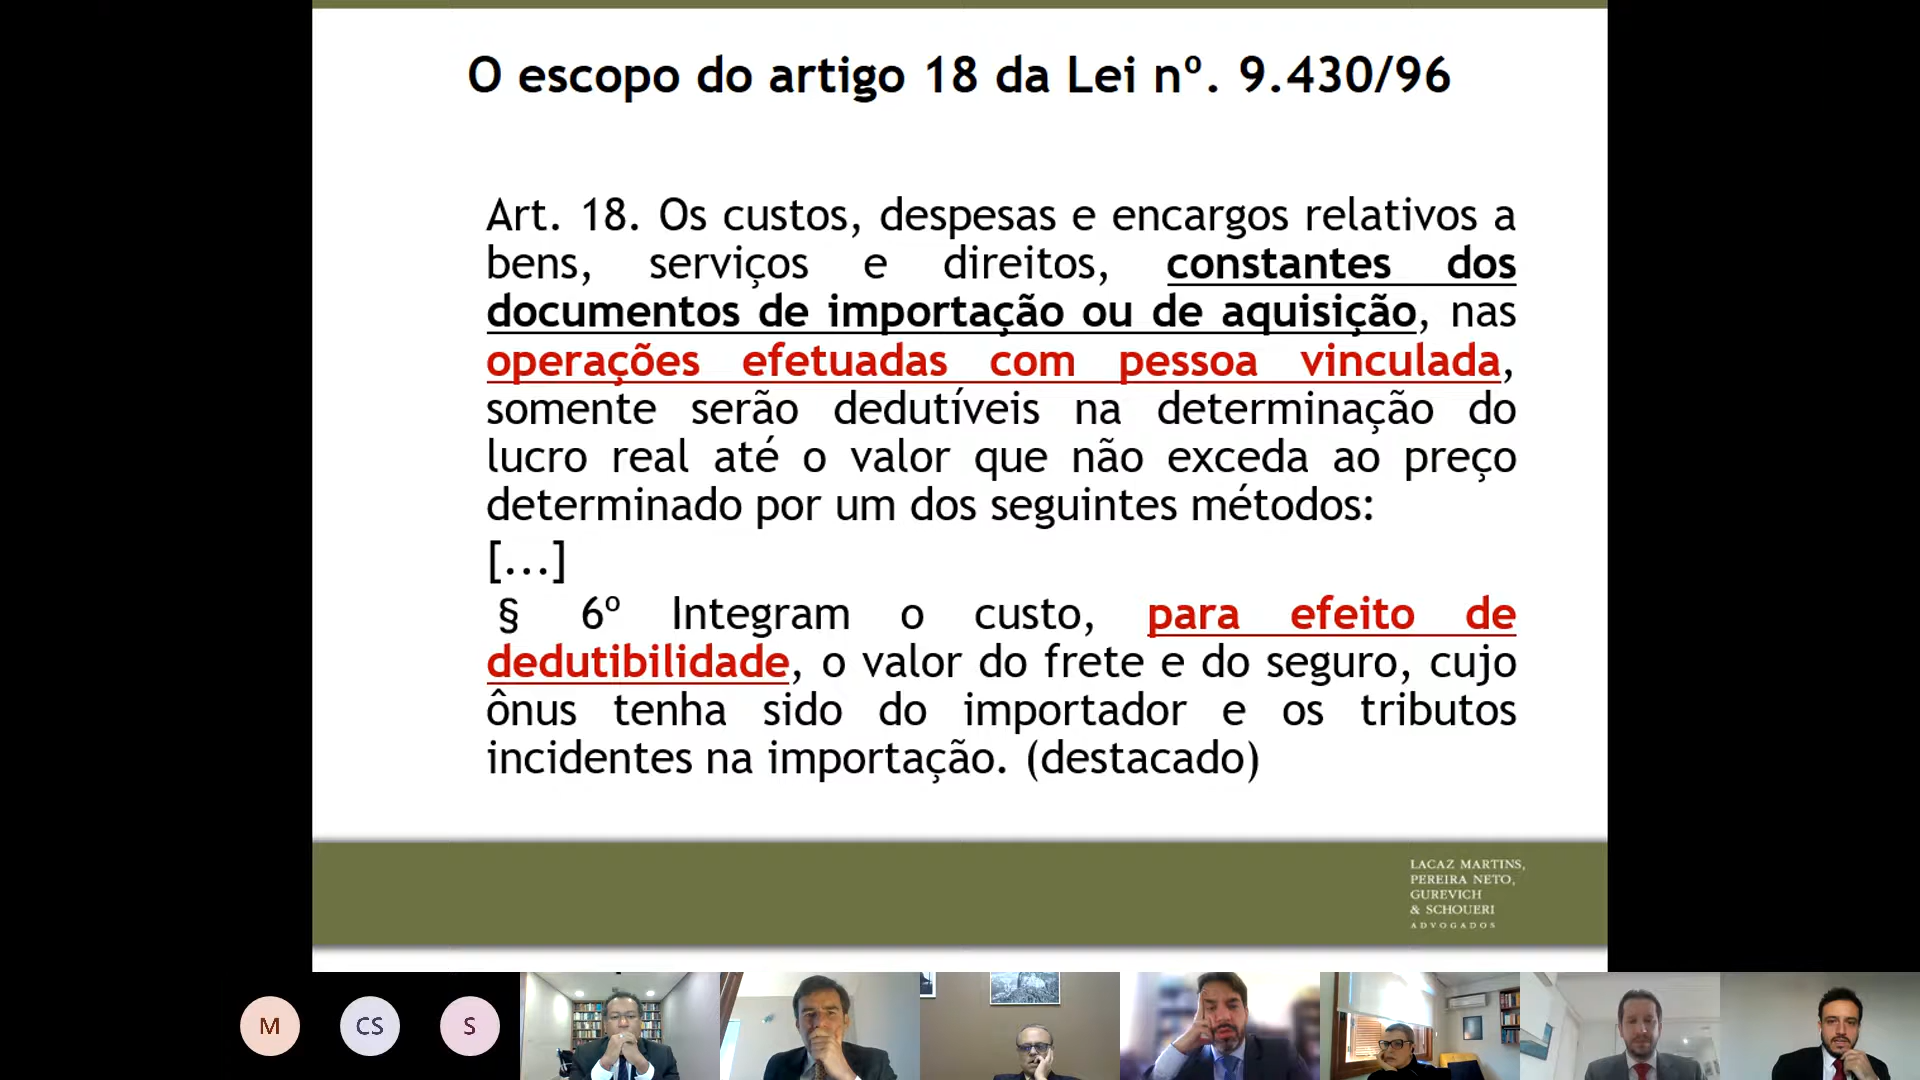 O escopo do artigo 18 da Lei nº. 9.430/96
Art. 18. Os custos, despesas e encargos relativos a
bens, serviços e direitos, constantes dos
documentos de importação ou de aquisição, nas
operações efetuadas com pessoa vinculada,
somente serão dedutíveis na determinação do
lucro real até o valor que não exceda ao preço
determinado por um dos seguintes métodos:
[...]
§ 6º Integram o custo, para efeito de
dedutibilidade, o valor do frete e do seguro, cujo
ônus tenha sido do importador e os tributos
incidentes na importação. (destacado)
LACAZ MARTINS,
PEREIRA NETO,
GUREVICH
& SCHOUERI
ADVOGADOS
M CS S